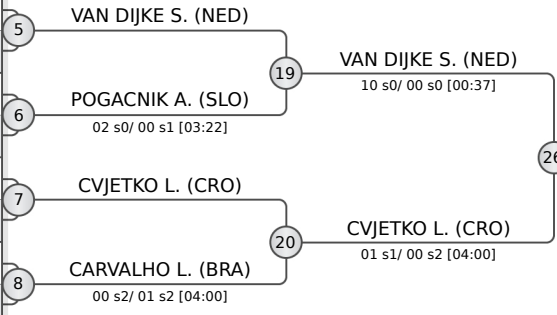 VAN DIJKE S. (NED)
5
19
VAN DIJKE S. (NED)
10 s0/ 00 s0 [00:37]
POGACNIK A. (SLO)
6
02 s0/ 00 s1 [03:22]
26
CVJETKO L. (CRO)
7
20
CVJETKO L. (CRO)
01 s1/ 00 s2 [04:00]
CARVALHO L. (BRA)
8
00 s2/ 01 s2 [04:00]